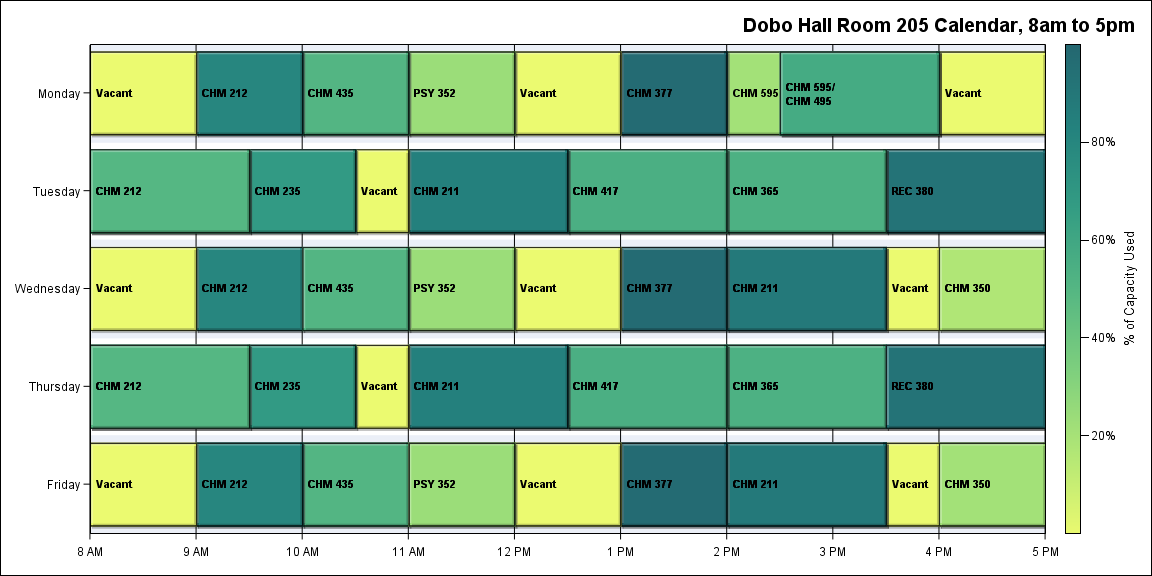 Dobo Hall Room 205 Calendar, 8am to 5pm
Monday
Vacant
CHM 212
CHM 435
PSY 352
Vacant
CHM 377
CHM 595
CHM 595/
CHM 495
Vacant
Tuesday
CHM 212
CHM 235
Vacant
CHM 211
CHM 417
CHM 365
REC 380
Wednesday
Vacant
CHM 212
CHM 435
PSY 352
Vacant
CHM 377
CHM 211
Vacant
CHM 350
Thursday
CHM 212
CHM 235
Vacant
CHM 211
CHM 417
CHM 365
REC 380
Friday
Vacant
CHM 212
CHM 435
PSY 352
Vacant
CHM 377
CHM 211
Vacant
CHM 350
8 AM
9 AM
10 AM
11 AM
12 PM
1 PM
2 PM
3 PM
4 PM
5 PM
80%
60%
40%
20%
% of Capacity Used